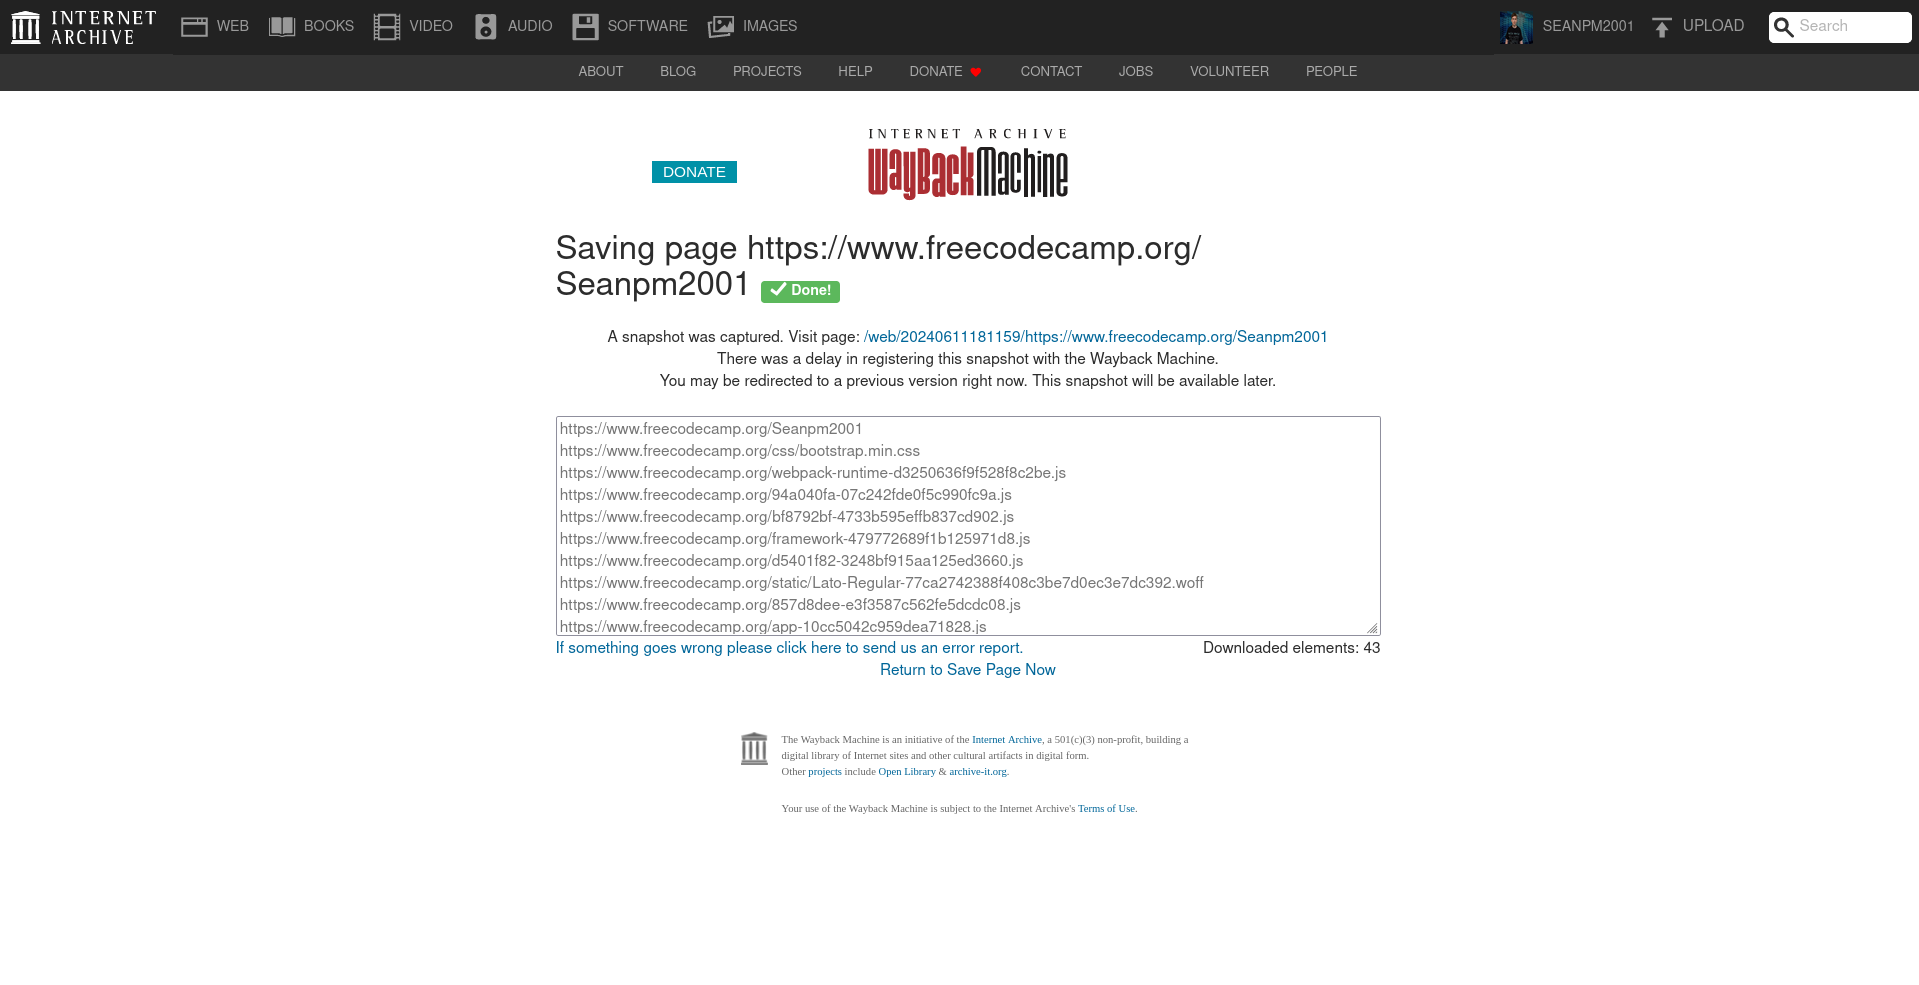 INTERNET ARCHIVE
WEB BOOKS VIDEO AUDIO SOFTWARE IMAGES SEANPM2001 UPLOAD Search
ABOUT BLOG PROJECTS HELP DONATE CONTACT JOBS VOLUNTEER PEOPLE
INTERNET ARCHIVE
WayBackMachine
DONATE
Saving page https://www.freecodecamp.org/
Seanpm2001 Done!
A snapshot was captured. Visit page: /web/20240611181159/https://www.freecodecamp.org/Seanpm2001
There was a delay in registering this snapshot with the Wayback Machine.
You may be redirected to a previous version right now. This snapshot will be available later.
https://www.freecodecamp.org/Seanpm2001
https://www.freecodecamp.org/css/bootstrap.min.css
https://www.freecodecamp.org/webpack-runtime-d3250636f9f528f8c2be.js
https://www.freecodecamp.org/94a040fa-07c242fde0f5c990fc9a.js
https://www.freecodecamp.org/bf8792bf-4733b595effb837cd902.js
https://www.freecodecamp.org/framework-479772689f1b125971d8.js
https://www.freecodecamp.org/d5401f82-3248bf915aa125ed3660.js
https://www.freecodecamp.org/static/Lato-Regular-77ca2742388f408c3be7d0ec3e7dc392.woff
https://www.freecodecamp.org/857d8dee-e3f3587c562fe5dcdc08.js
https://www.freecodecamp.org/app-10cc5042c959dea71828.js
If something goes wrong please click here to send us an error report. Downloaded elements: 43
Return to Save Page Now
The Wayback Machine is an initiative of the Internet Archive, a 501(c)(3) non-profit, building a
digital library of Internet sites and other cultural artifacts in digital form.
Other projects include Open Library & archive-it.org.
Your use of the Wayback Machine is subject to the Internet Archive's Terms of Use.